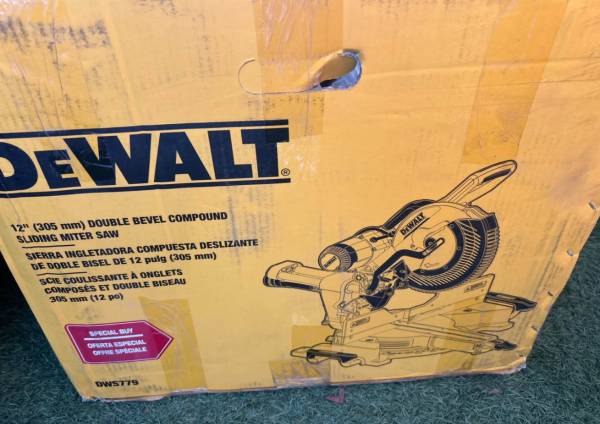 DEWALT®
12" (305 mm) DOUBLE BEVEL COMPOUND
SLIDING MITER SAW
SIERRA INGLETADORA COMPUESTA DESLIZANTE
DE DOBLE BISEL DE 12 pulg (305 mm)
SCIE COULISSANTE À ONGLETS
COMPOSÉS ET DOUBLE BISEAU
305 mm (12 po)
SPECIAL BUY
OFERTA ESPECIAL
OFFRE SPÉCIALE
DWS779
DEWALT